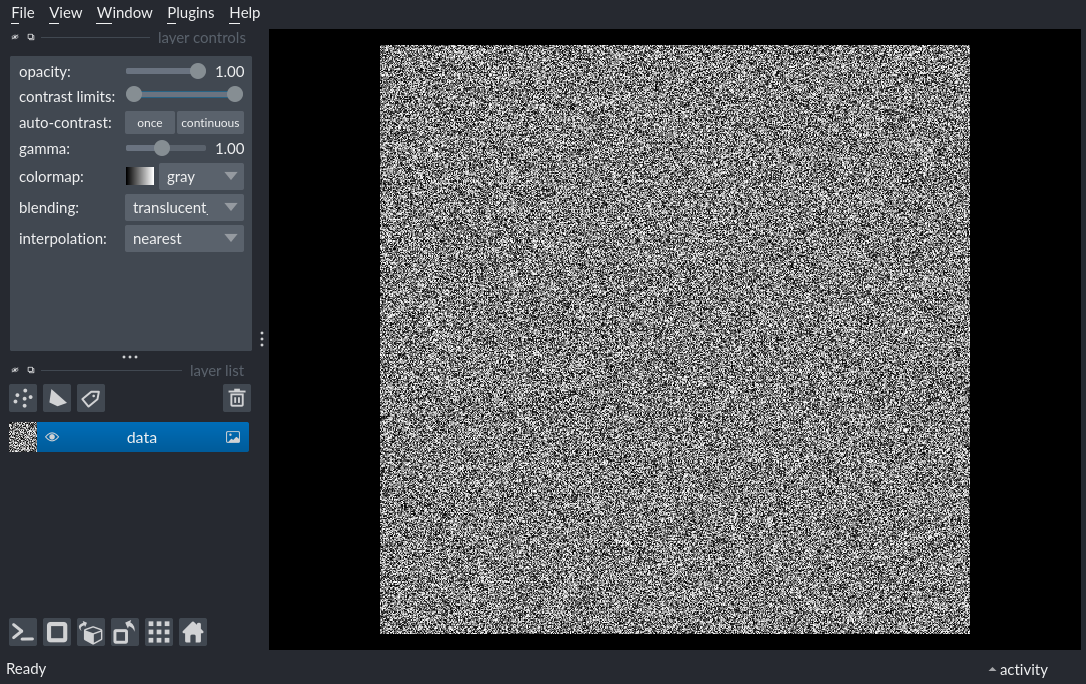 File View Window Plugins Help
layer controls
opacity: 1.00
contrast limits:
auto-contrast: once continuous
gamma: 1.00
colormap: gray
blending: translucent
interpolation: nearest
layer list
data
Ready
activity